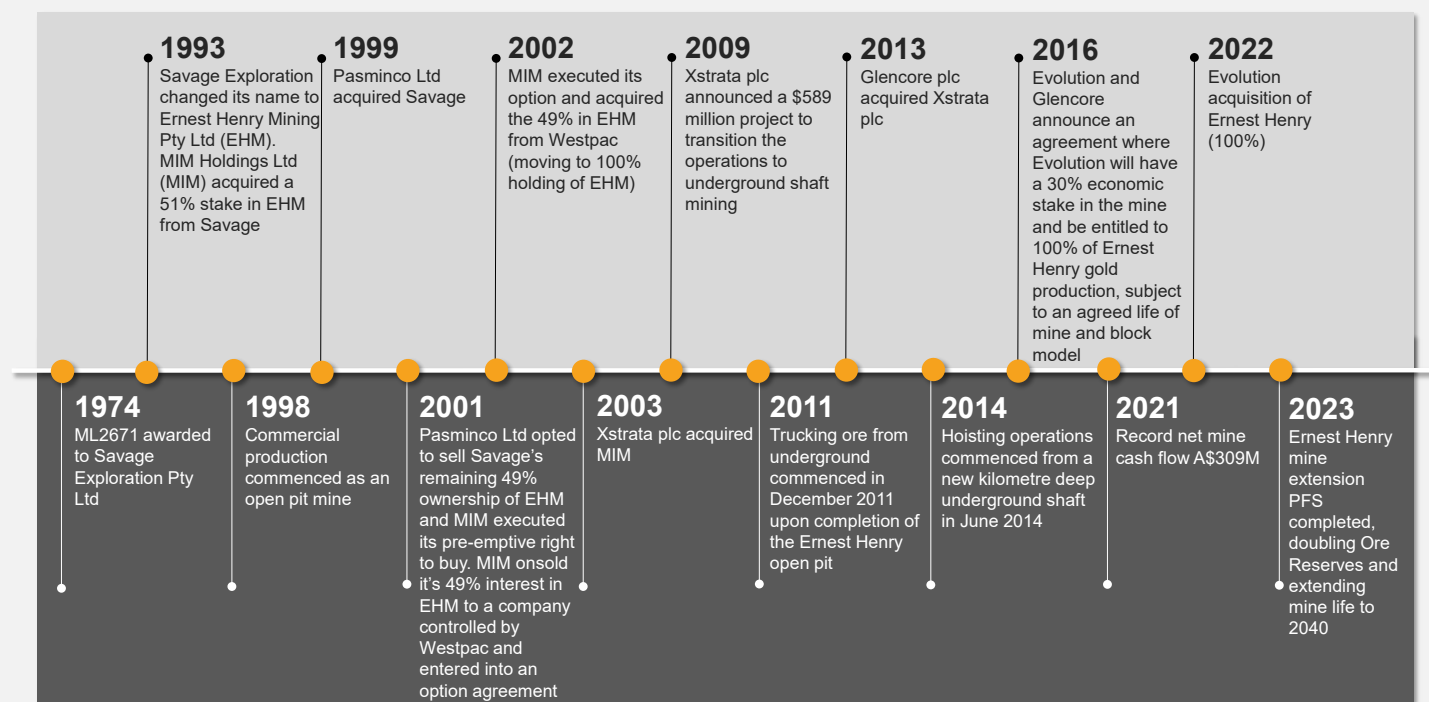 1993
Savage Exploration
changed its name to
Ernest Henry Mining
Pty Ltd (EHM).
MIM Holdings Ltd
(MIM) acquired a
51% stake in EHM
from Savage
1999
Pasminco Ltd
acquired Savage
2002
MIM executed its
option and acquired
the 49% in EHM
from Westpac
(moving to 100%
holding of EHM)
2009
Xstrata plc
announced a $589
million project to
transition the
operations to
underground shaft
mining
2013
Glencore plc
acquired Xstrata
plc
2016
Evolution and
Glencore
announce an
agreement where
Evolution will have
a 30% economic
stake in the mine
and be entitled to
100% of Ernest
Henry gold
production, subject
to an agreed life of
mine and block
model
2022
Evolution
acquisition of
Ernest Henry
(100%)
1974
ML2671 awarded
to Savage
Exploration Pty
Ltd
1998
Commercial
production
commenced as an
open pit mine
2001
Pasminco Ltd opted
to sell Savage’s
remaining 49%
ownership of EHM
and MIM executed
its pre-emptive right
to buy. MIM onsold
it’s 49% interest in
EHM to a company
controlled by
Westpac and
entered into an
option agreement
2003
Xstrata plc acquired
MIM
2011
Trucking ore from
underground
commenced in
December 2011
upon completion of
the Ernest Henry
open pit
2014
Hoisting operations
commenced from a
new kilometre deep
underground shaft
in June 2014
2021
Record net mine
cash flow A$309M
2023
Ernest Henry
mine
extension
PFS
completed,
doubling Ore
Reserves and
extending
mine life to
2040